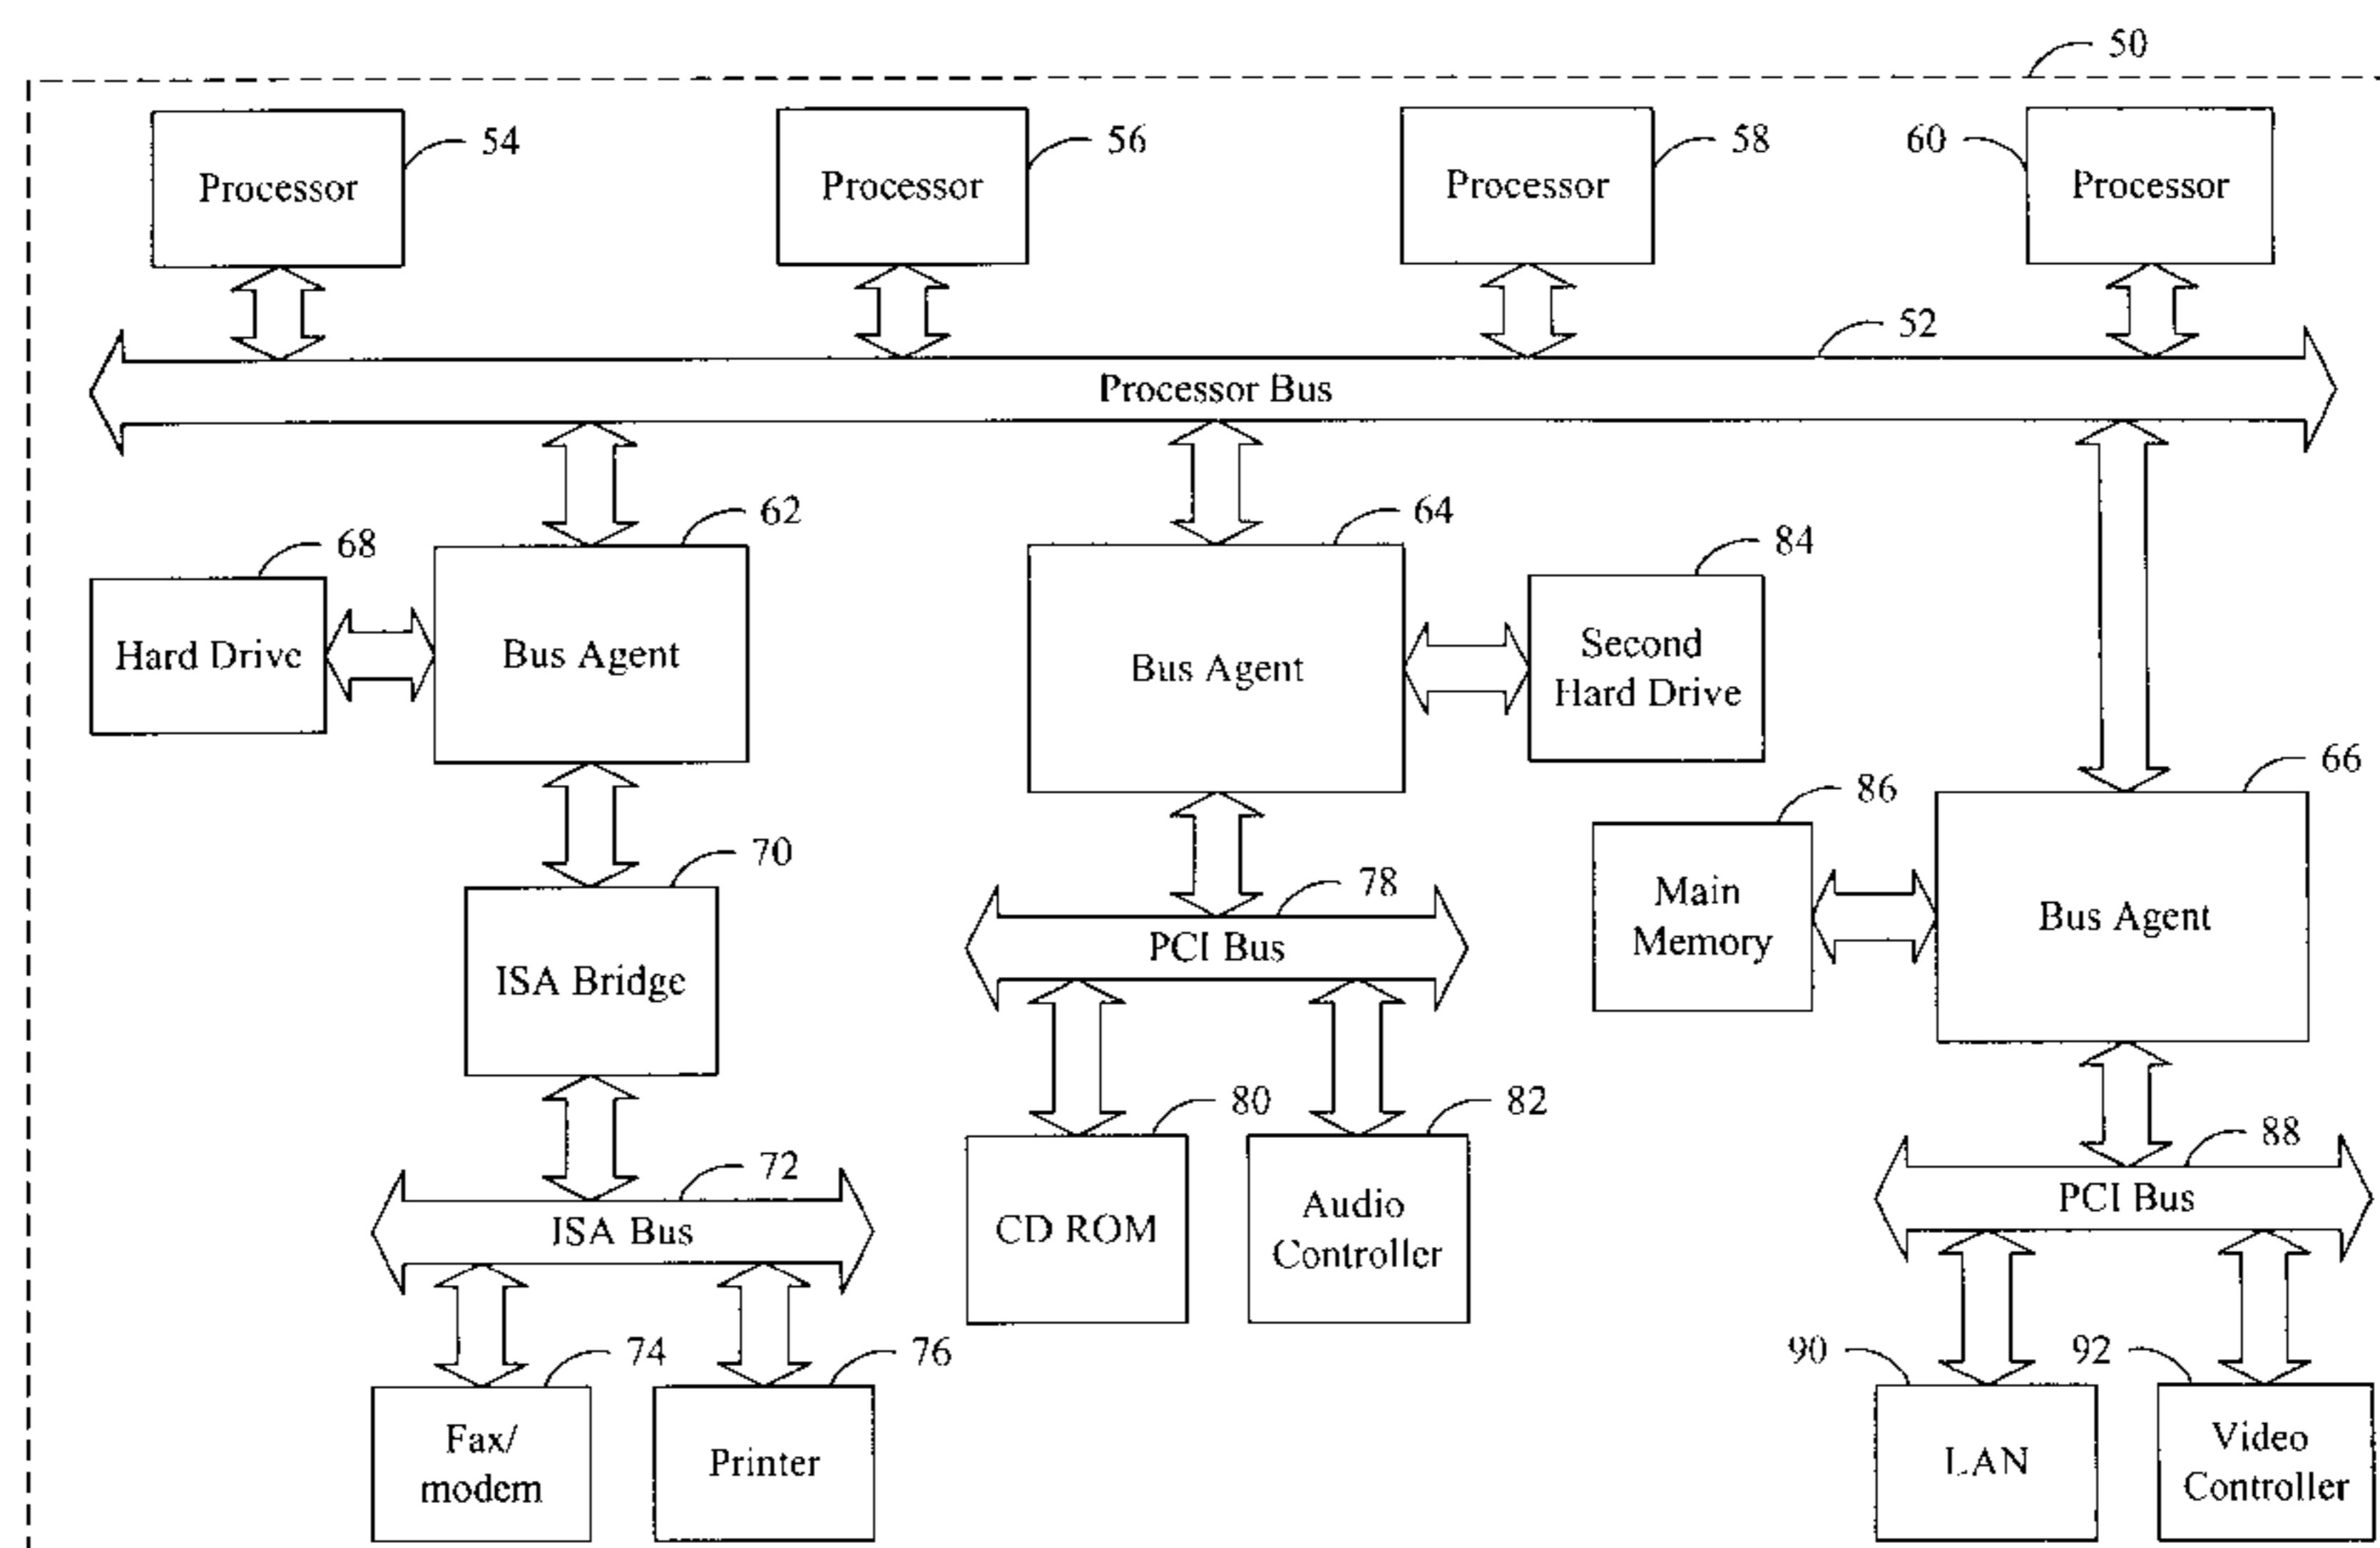 50
54
56
58
60
Processor
Processor
Processor
Processor
52
Processor Bus
62
64
68
84
Hard Drive
Bus Agent
Bus Agent
Second
Hard Drive
66
86
70
78
Main
Memory
Bus Agent
PCI Bus
ISA Bridge
80
82
88
72
PCI Bus
ISA Bus
CD ROM
Audio
Controller
74
76
90
92
Fax/
modem
Printer
LAN
Video
Controller